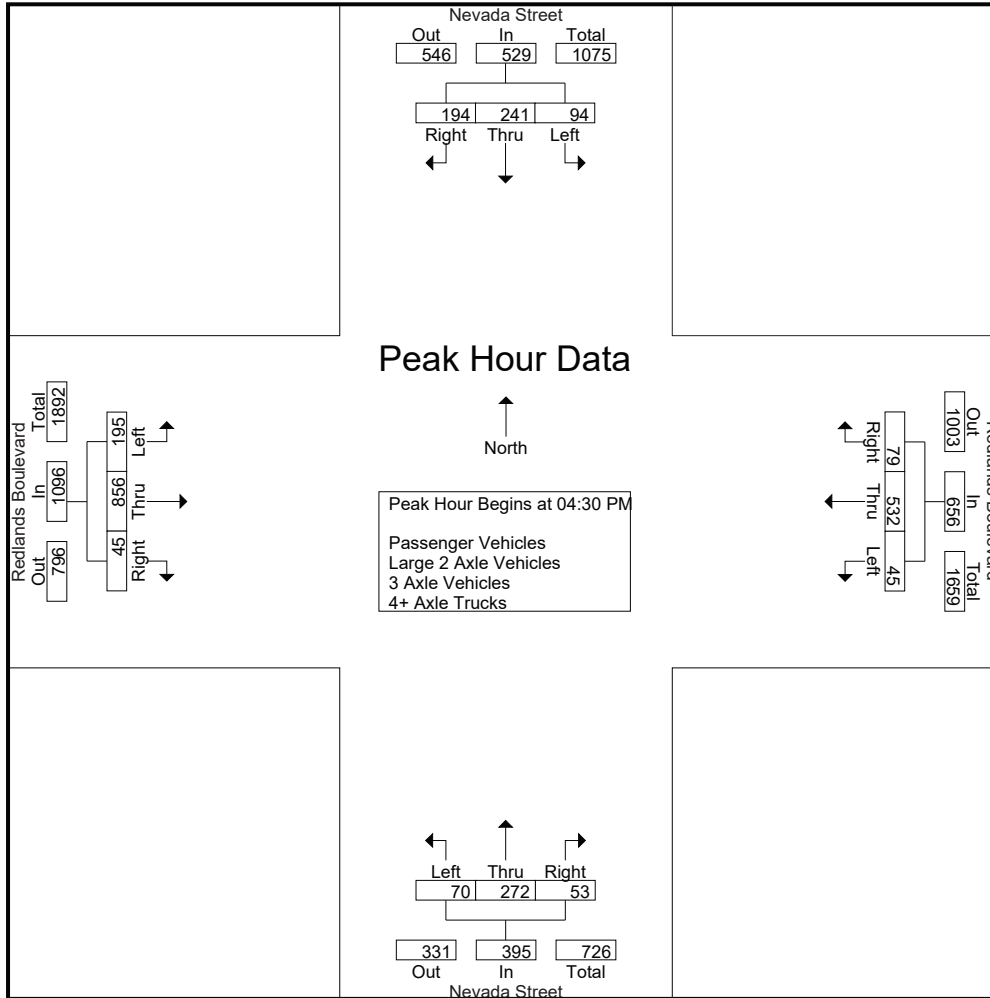 Nevada Street
Out In Total
546 529 1075
194 241 94
Right Thru Left
Peak Hour Data
North
Peak Hour Begins at 04:30 PM
Passenger Vehicles
Large 2 Axle Vehicles
3 Axle Vehicles
4+ Axle Trucks
Redlands Boulevard
Out In Total
796 1096 1892
Left Thru Right
195 856 45
Redlands Boulevard
Out In Total
1003 656 1659
Right Thru Left
79 532 45
Left Thru Right
70 272 53
331 395 726
Out In Total
Nevada Street